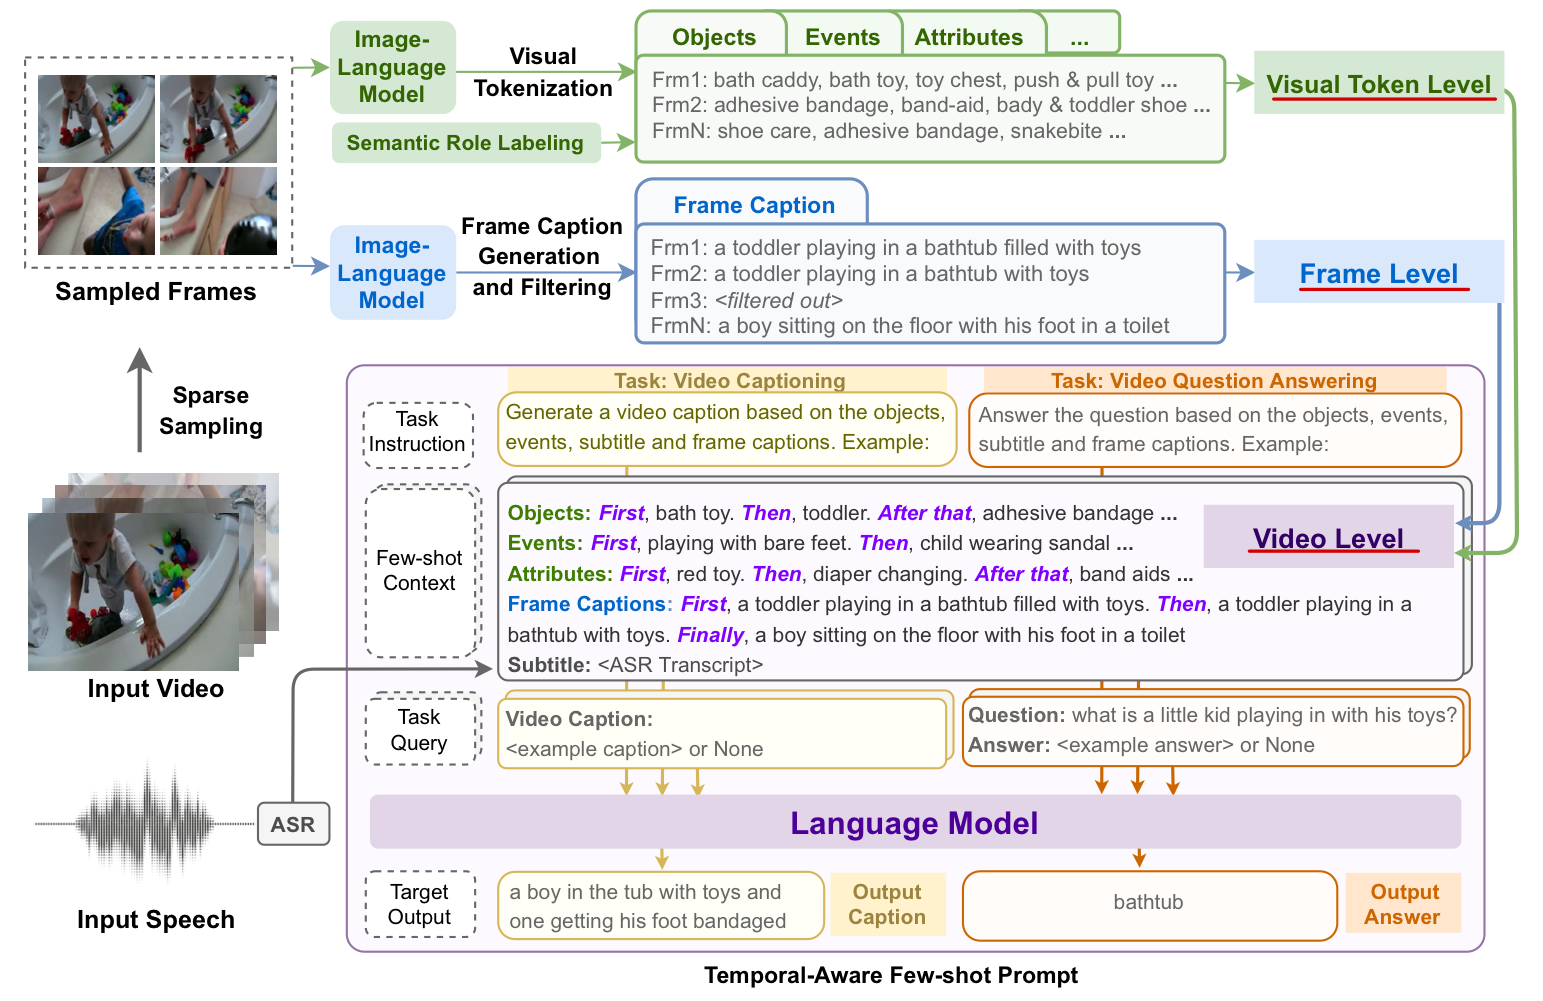 Image-
Language
Model
Visual
Tokenization
Semantic Role Labeling
Objects
Events
Attributes
...
Frm1: bath caddy, bath toy, toy chest, push & pull toy ...
Frm2: adhesive bandage, band-aid, bady & toddler shoe ...
FrmN: shoe care, adhesive bandage, snakebite ...
Visual Token Level
Sampled Frames
Image-
Language
Model
Frame Caption
Generation
and Filtering
Frame Caption
Frm1: a toddler playing in a bathtub filled with toys
Frm2: a toddler playing in a bathtub with toys
Frm3: <filtered out>
FrmN: a boy sitting on the floor with his foot in a toilet
Frame Level
Sparse
Sampling
Input Video
Input Speech
ASR
Task: Video Captioning
Task: Video Question Answering
Task
Instruction
Generate a video caption based on the objects,
events, subtitle and frame captions. Example:
Answer the question based on the objects, events,
subtitle and frame captions. Example:
Few-shot
Context
Objects: First, bath toy. Then, toddler. After that, adhesive bandage ...
Events: First, playing with bare feet. Then, child wearing sandal ...
Attributes: First, red toy. Then, diaper changing. After that, band aids ...
Frame Captions: First, a toddler playing in a bathtub filled with toys. Then, a toddler playing in a
bathtub with toys. Finally, a boy sitting on the floor with his foot in a toilet
Subtitle: <ASR Transcript>
Video Level
Task
Query
Video Caption:
<example caption> or None
Question: what is a little kid playing in with his toys?
Answer: <example answer> or None
Language Model
Target
Output
a boy in the tub with toys and
one getting his foot bandaged
Output
Caption
bathtub
Output
Answer
Temporal-Aware Few-shot Prompt